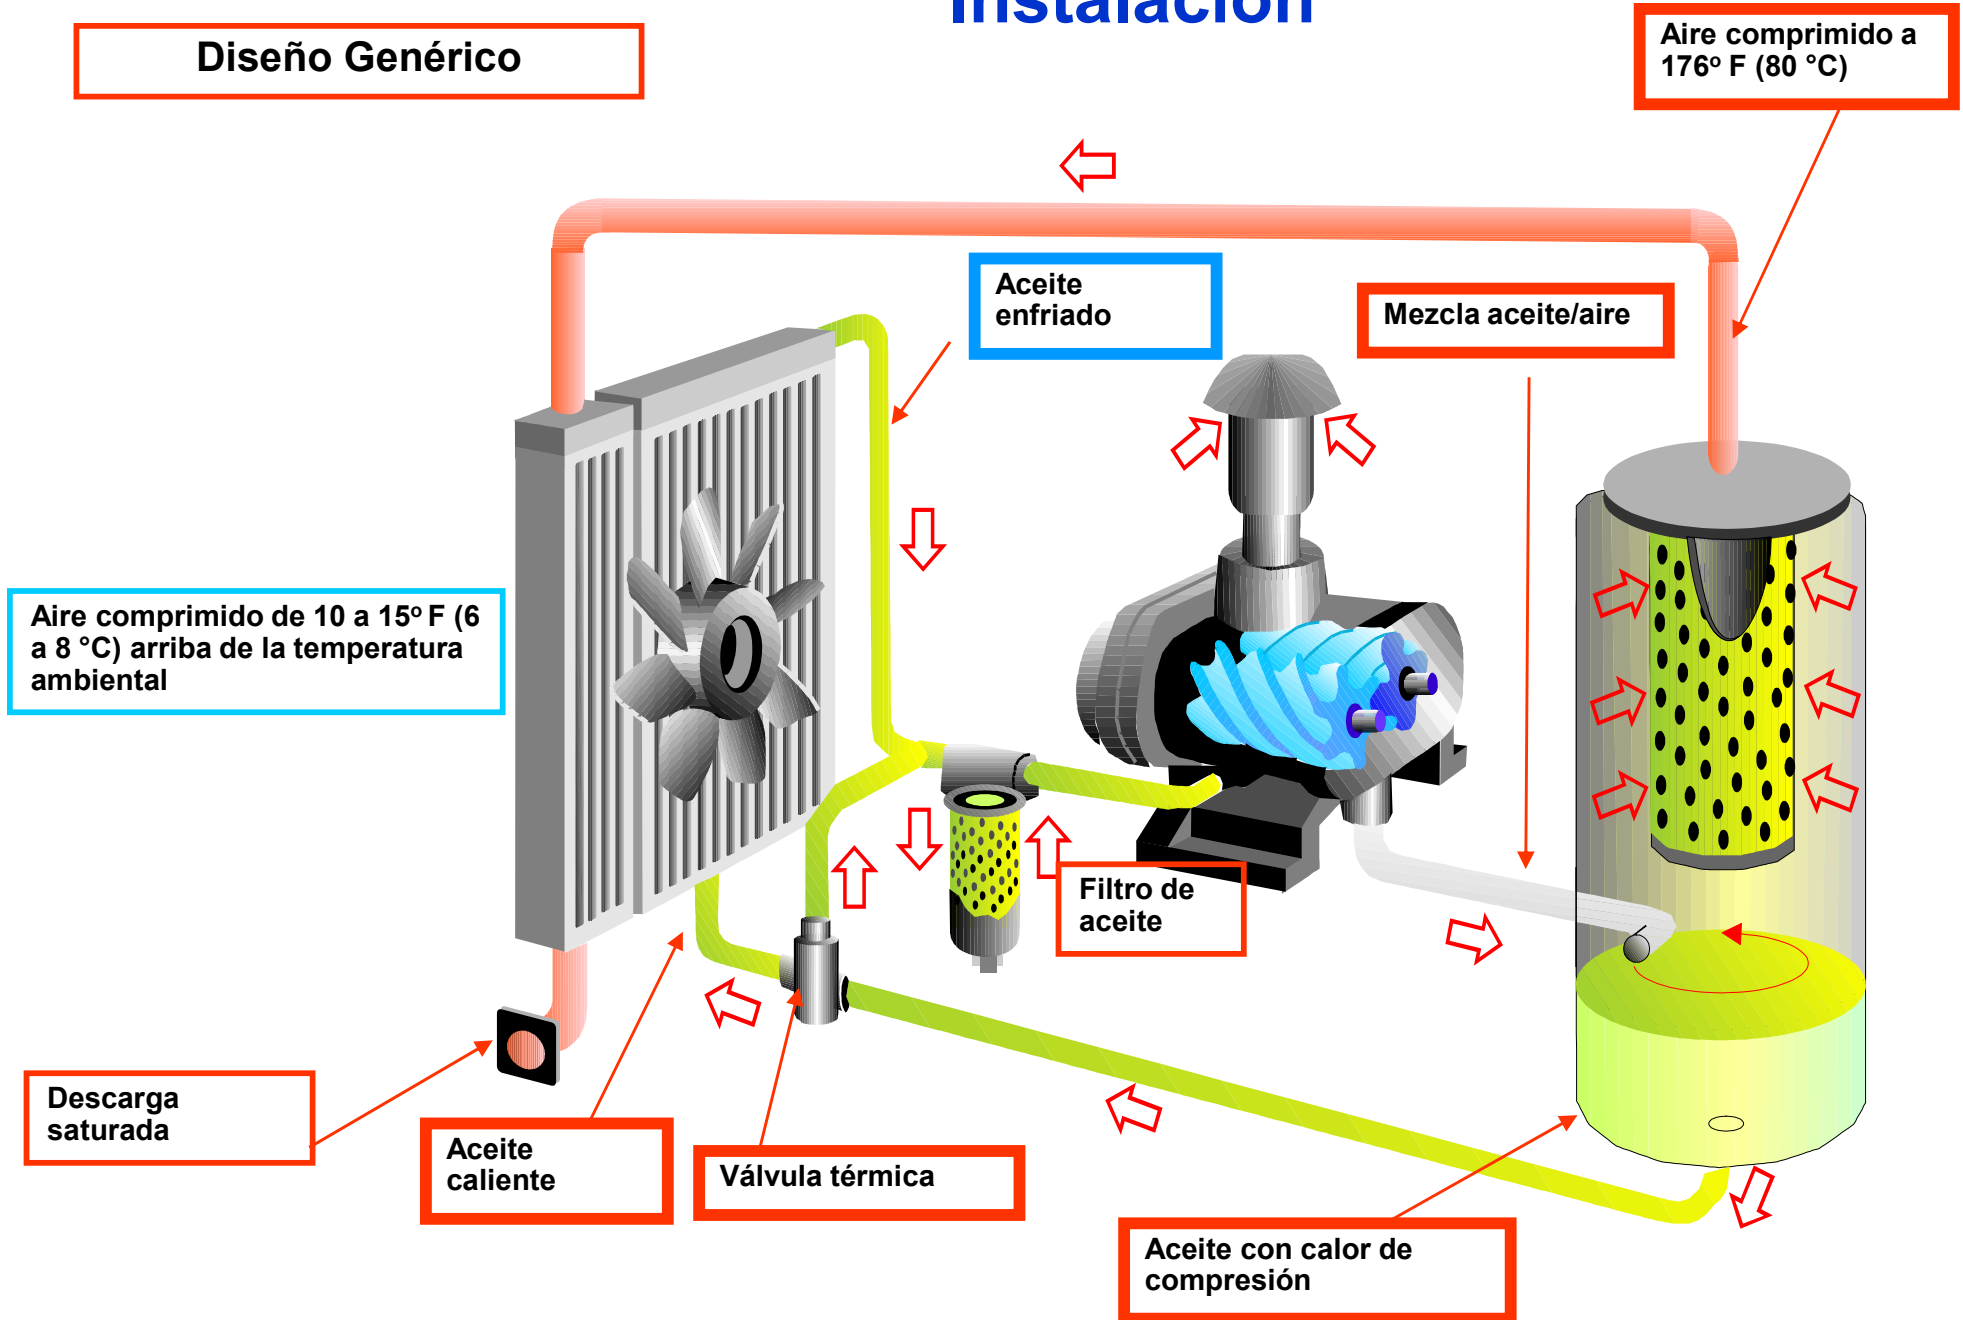 Instalación
Diseño Genérico
Aire comprimido a
176º F (80 °C)
Aceite
enfriado
Mezcla aceite/aire
Aire comprimido de 10 a 15º F (6
a 8 °C) arriba de la temperatura
ambiental
Filtro de
aceite
Descarga
saturada
Aceite
caliente
Válvula térmica
Aceite con calor de
compresión